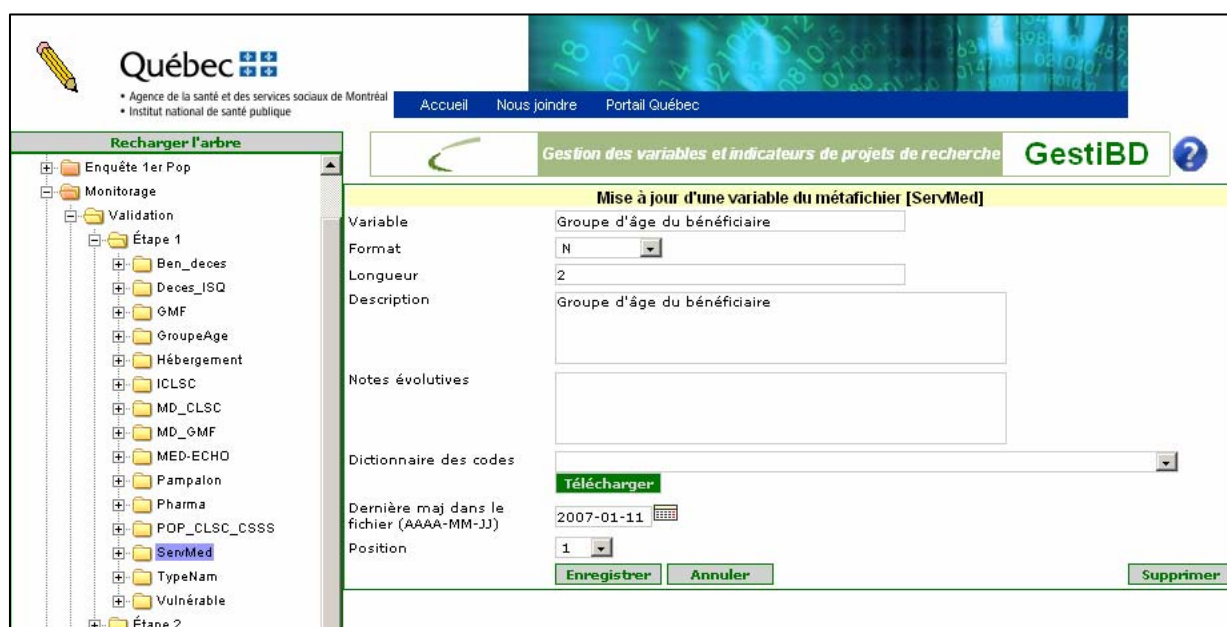 Québec
• Agence de la santé et des services sociaux de Montréal
• Institut national de santé publique
Accueil Nous joindre Portail Québec
Recharger l'arbre
Enquête 1er Pop
Monitorage
Validation
Étape 1
Ben_deces
Deces_ISQ
GMF
GroupeAge
Hébergement
ICLSC
MD_CLSC
MD_GMF
MED-ECHO
Pampalon
Pharma
POP_CLSC_CSSS
ServMed
TypeNam
Vulnérable
Étape 2
Gestion des variables et indicateurs de projets de recherche GestiBD ?
Mise à jour d'une variable du métafichier [ServMed]
Variable Groupe d'âge du bénéficiaire
Format N
Longueur 2
Description Groupe d'âge du bénéficiaire
Notes évolutives
Dictionnaire des codes
Télécharger
Dernière maj dans le
fichier (AAAA-MM-JJ) 2007-01-11
Position 1
Enregistrer Annuler Supprimer